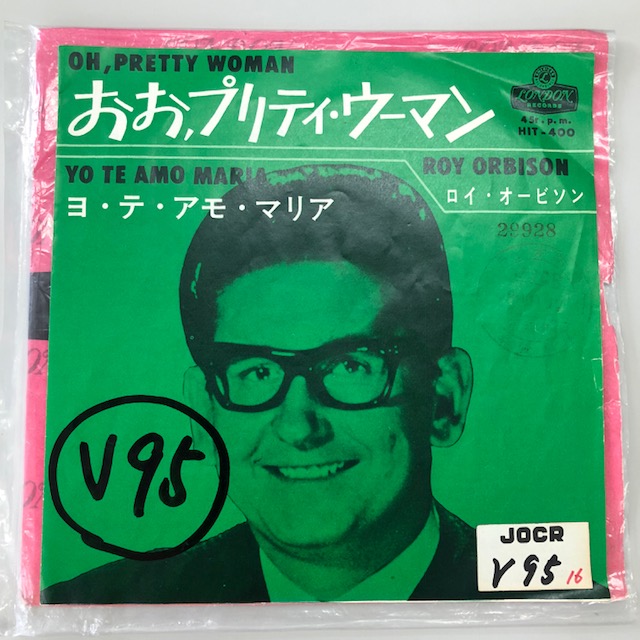 OH, PRETTY WOMAN
おお,プリティ・ウーマン
LONDON
RECORDS
45r.p.m.
HIT-400
YO TE AMO MARIA
ROY ORBISON
ヨ・テ・アモ・マリア
ロイ・オービソン
29928
V95
JOCR
V95 16